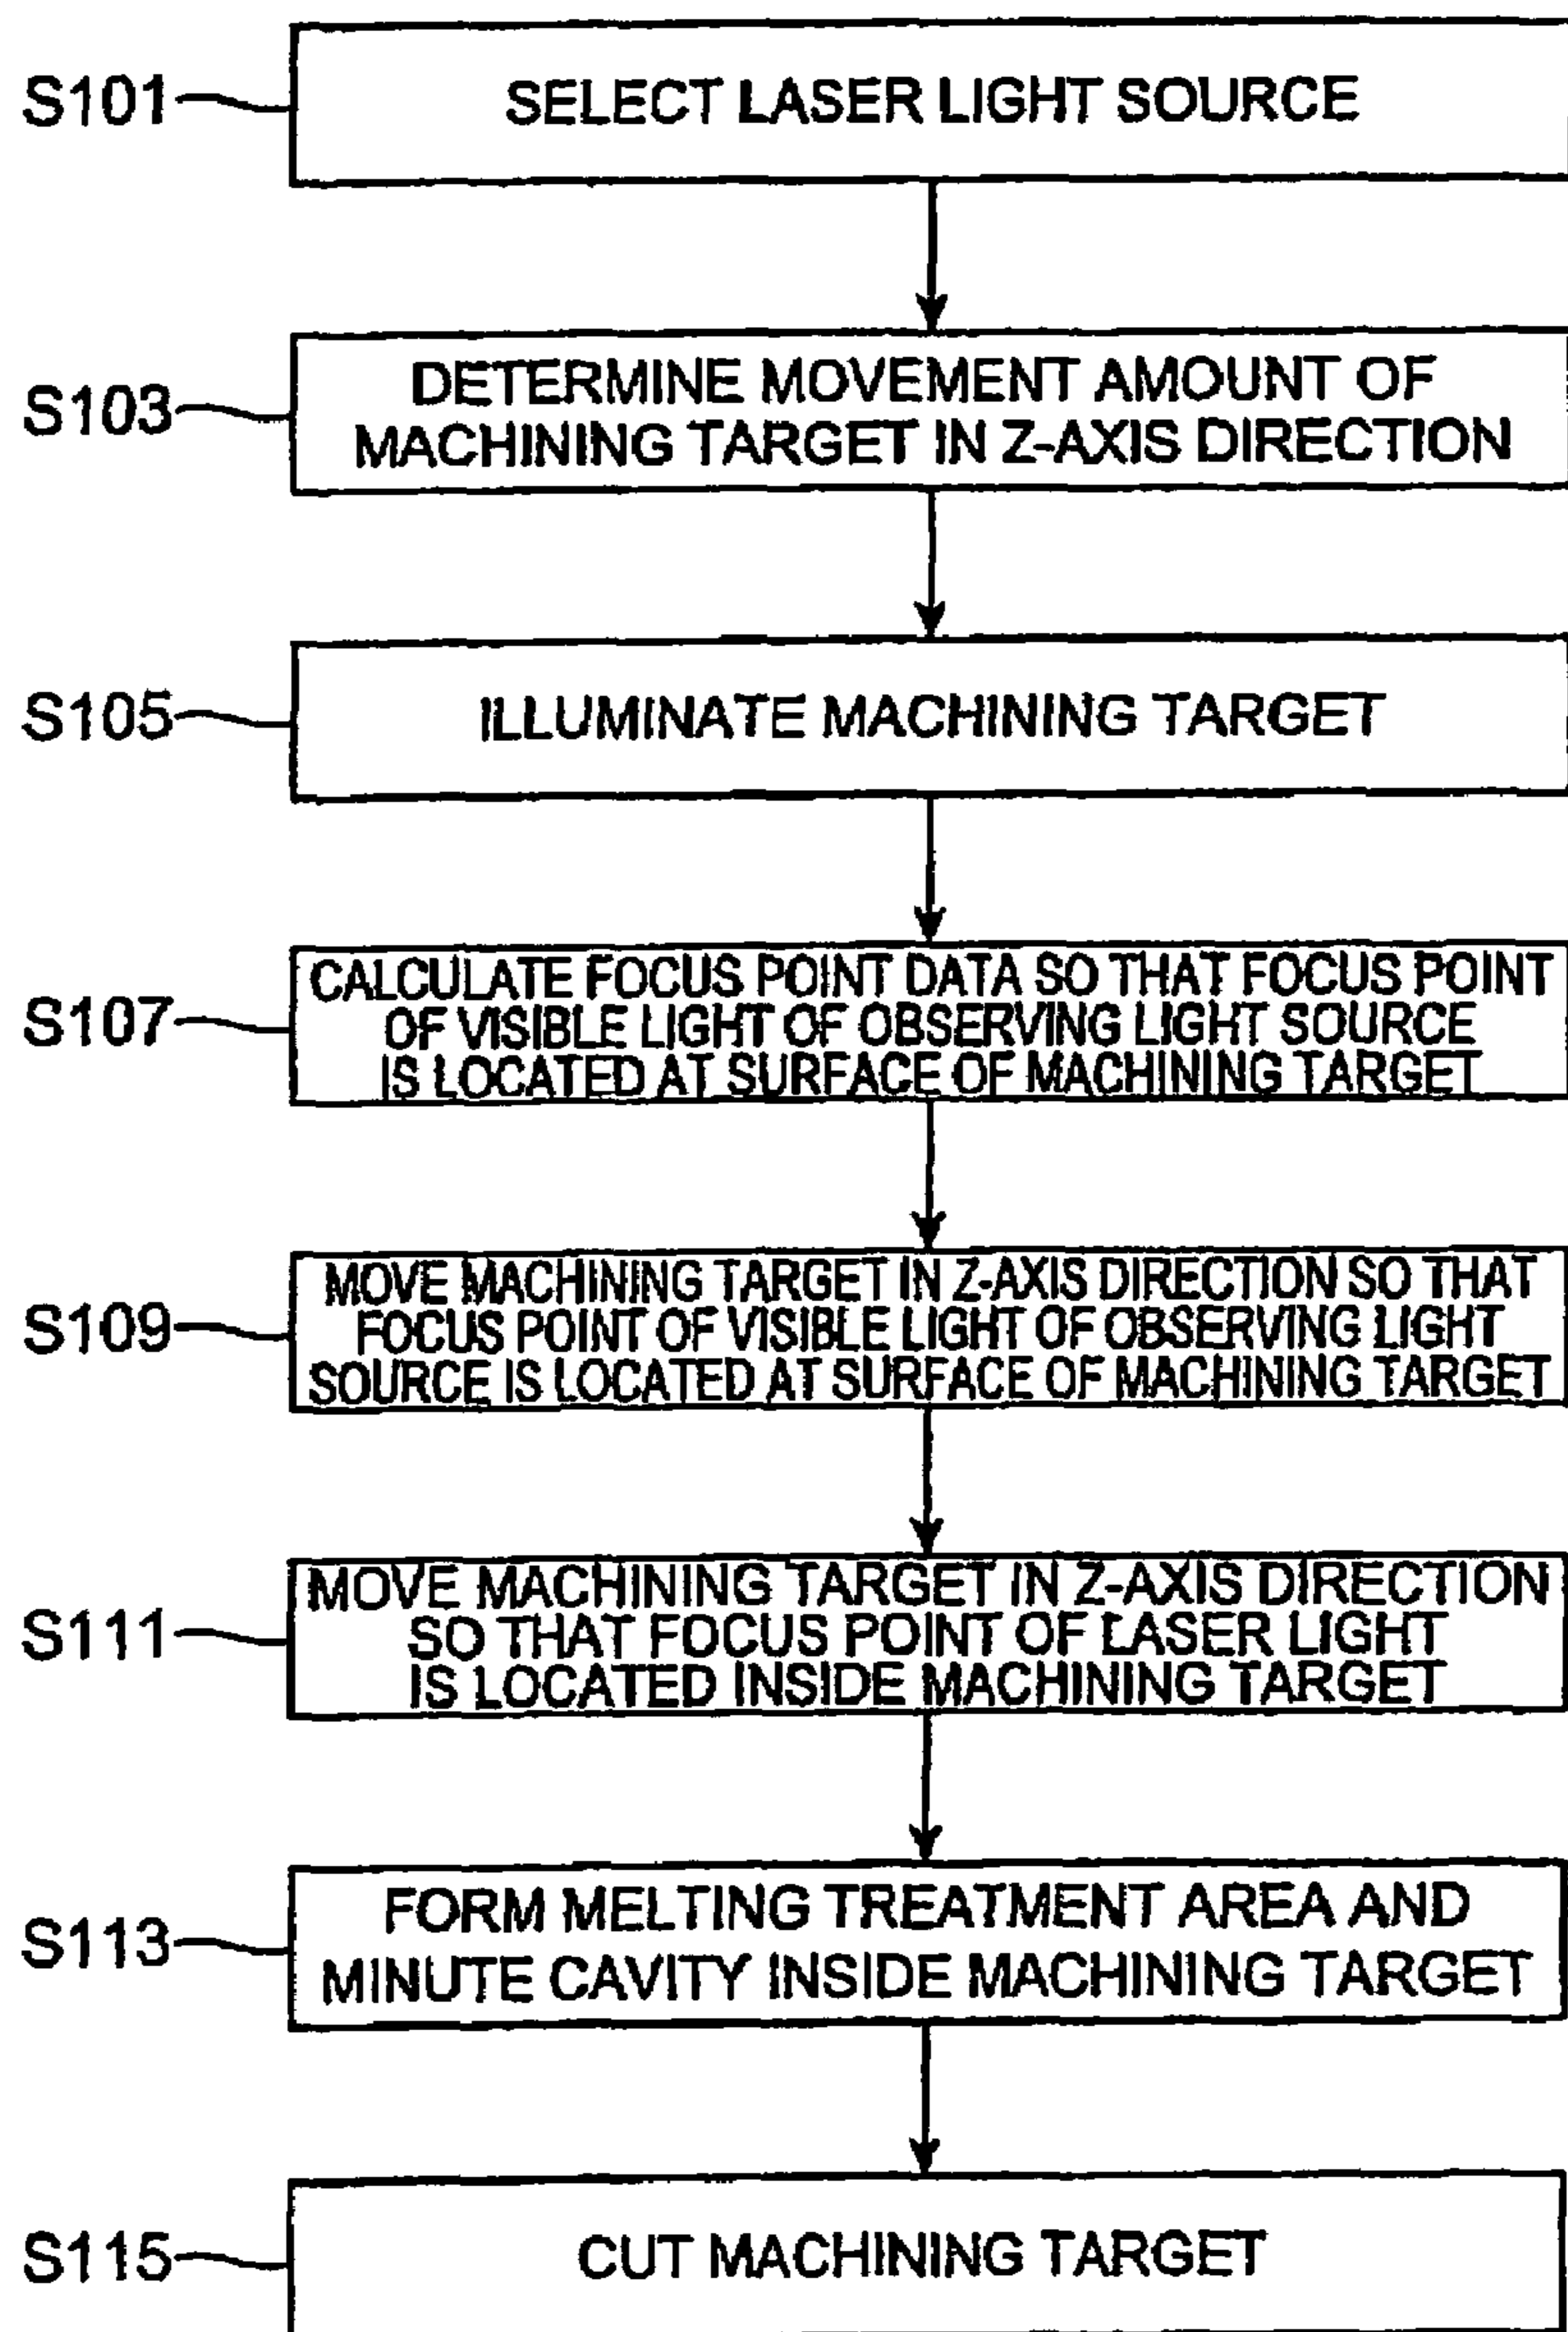 S101
SELECT LASER LIGHT SOURCE
S103
DETERMINE MOVEMENT AMOUNT OF
MACHINING TARGET IN Z-AXIS DIRECTION
S105
ILLUMINATE MACHINING TARGET
S107
CALCULATE FOCUS POINT DATA SO THAT FOCUS POINT
OF VISIBLE LIGHT OF OBSERVING LIGHT SOURCE
IS LOCATED AT SURFACE OF MACHINING TARGET
S109
MOVE MACHINING TARGET IN Z-AXIS DIRECTION SO THAT
FOCUS POINT OF VISIBLE LIGHT OF OBSERVING LIGHT
SOURCE IS LOCATED AT SURFACE OF MACHINING TARGET
S111
MOVE MACHINING TARGET IN Z-AXIS DIRECTION
SO THAT FOCUS POINT OF LASER LIGHT
IS LOCATED INSIDE MACHINING TARGET
S113
FORM MELTING TREATMENT AREA AND
MINUTE CAVITY INSIDE MACHINING TARGET
S115
CUT MACHINING TARGET